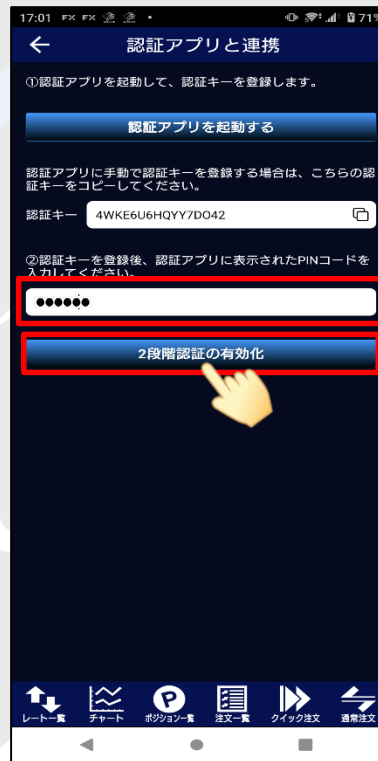 17:01 FX FX
71%
認証アプリと連携
①認証アプリを起動して、認証キーを登録します。
認証アプリを起動する
認証アプリに手動で認証キーを登録する場合は、こちらの認
証キーをコピーしてください。
認証キー 4WKE6U6HQYY7DO42
②認証キーを登録後、認証アプリに表示されたPINコードを
入力してください。
2段階認証の有効化
P
レート一覧 チャート ポジション一覧 注文一覧 クイック注文 通常注文